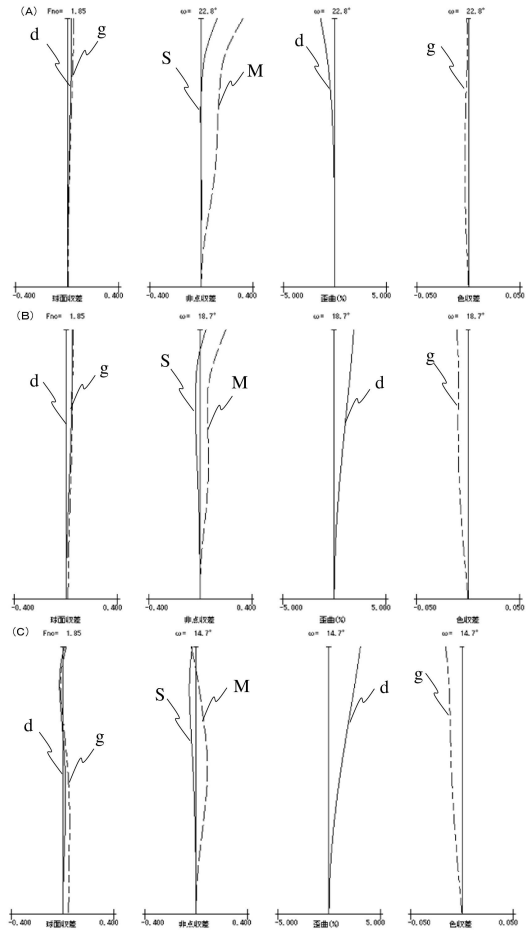 (A) Fno= 1.85 ω= 22.8° ω= 22.8° ω= 22.8°
d g S M d g
-0.400 0.400 -0.400 0.400 -5.000 5.000 -0.050 0.050
球面収差 非点収差 歪曲(%) 色収差
(B) Fno= 1.85 ω= 18.7° ω= 18.7° ω= 18.7°
d g S M d g
-0.400 0.400 -0.400 0.400 -5.000 5.000 -0.050 0.050
球面収差 非点収差 歪曲(%) 色収差
(C) Fno= 1.85 ω= 14.7° ω= 14.7° ω= 14.7°
d g S M d g
-0.400 0.400 -0.400 0.400 -5.000 5.000 -0.050 0.050
球面収差 非点収差 歪曲(%) 色収差